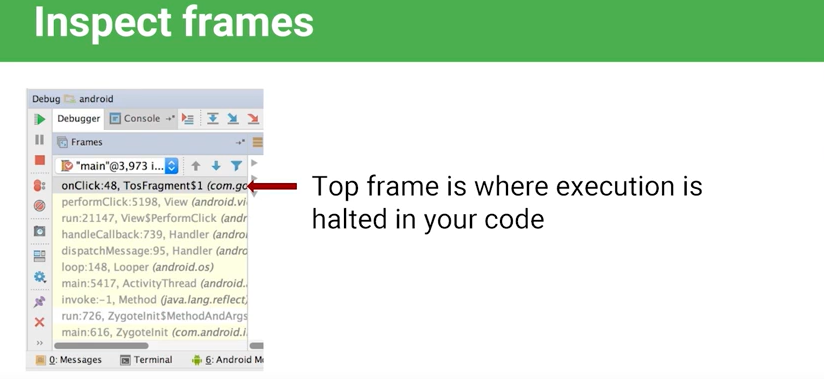 Inspect frames
Debug android
Debugger Console
Frames
"main"@3,973 i...
onClick:48, TosFragment$1 (com.go
performClick:5198, View (android.vi
run:21147, View$PerformClick (andr
handleCallback:739, Handler (androi
dispatchMessage:95, Handler (andro
loop:148, Looper (android.os)
main:5417, ActivityThread (android.
invoke:-1, Method (java.lang.reflect,
run:726, ZygoteInit$MethodAndArgs
main:616, ZygoteInit (com.android.i
0: Messages Terminal 6: Android Mo
Top frame is where execution is
halted in your code